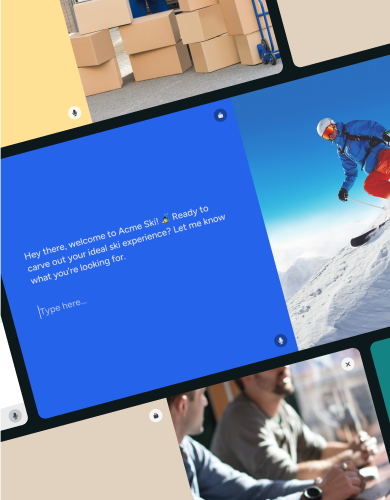 Hey there, welcome to Acme Ski! ⛷️ Ready to
carve out your ideal ski experience? Let me know
what you're looking for.
Type here...